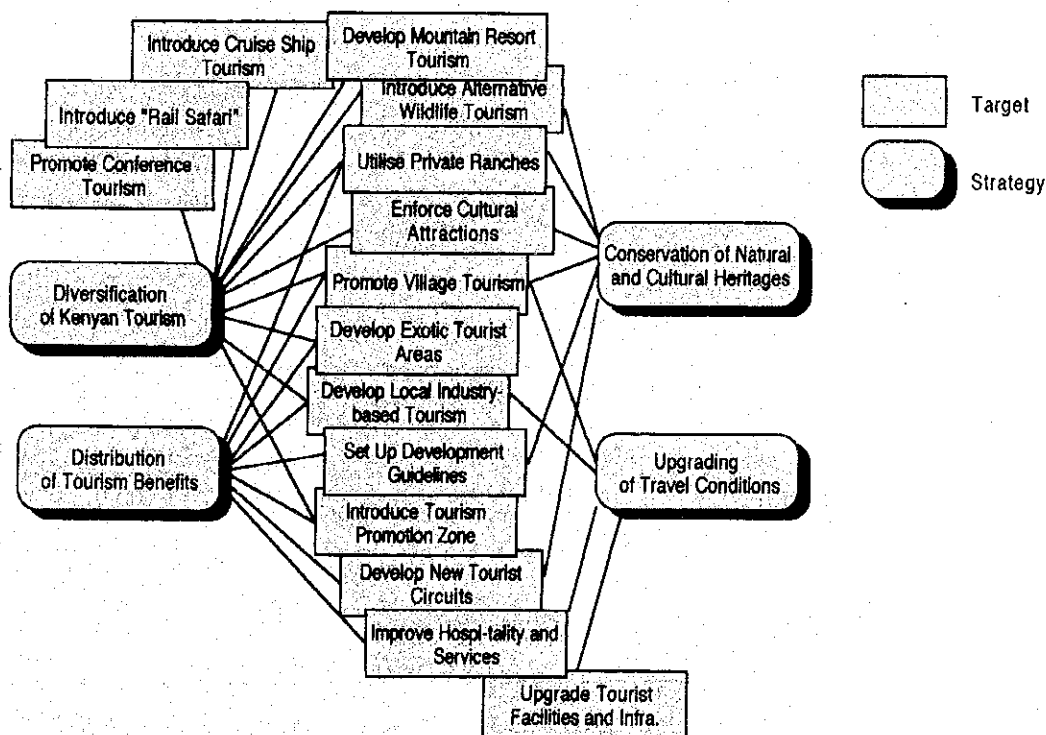 Introduce Cruise Ship
Tourism
Develop Mountain Resort
Tourism
Introduce "Rail Safari"
Introduce Alternative
Wildlife Tourism
Promote Conference
Tourism
Utilise Private Ranches
Enforce Cultural
Attractions
Promote Village Tourism
Develop Exotic Tourist
Areas
Develop Local Industry-
based Tourism
Set Up Development
Guidelines
Introduce Tourism
Promotion Zone
Develop New Tourist
Circuits
Improve Hospi-tality and
Services
Upgrade Tourist
Facilities and Infra.
Diversification
of Kenyan Tourism
Distribution
of Tourism Benefits
Conservation of Natural
and Cultural Heritages
Upgrading
of Travel Conditions
Target
Strategy